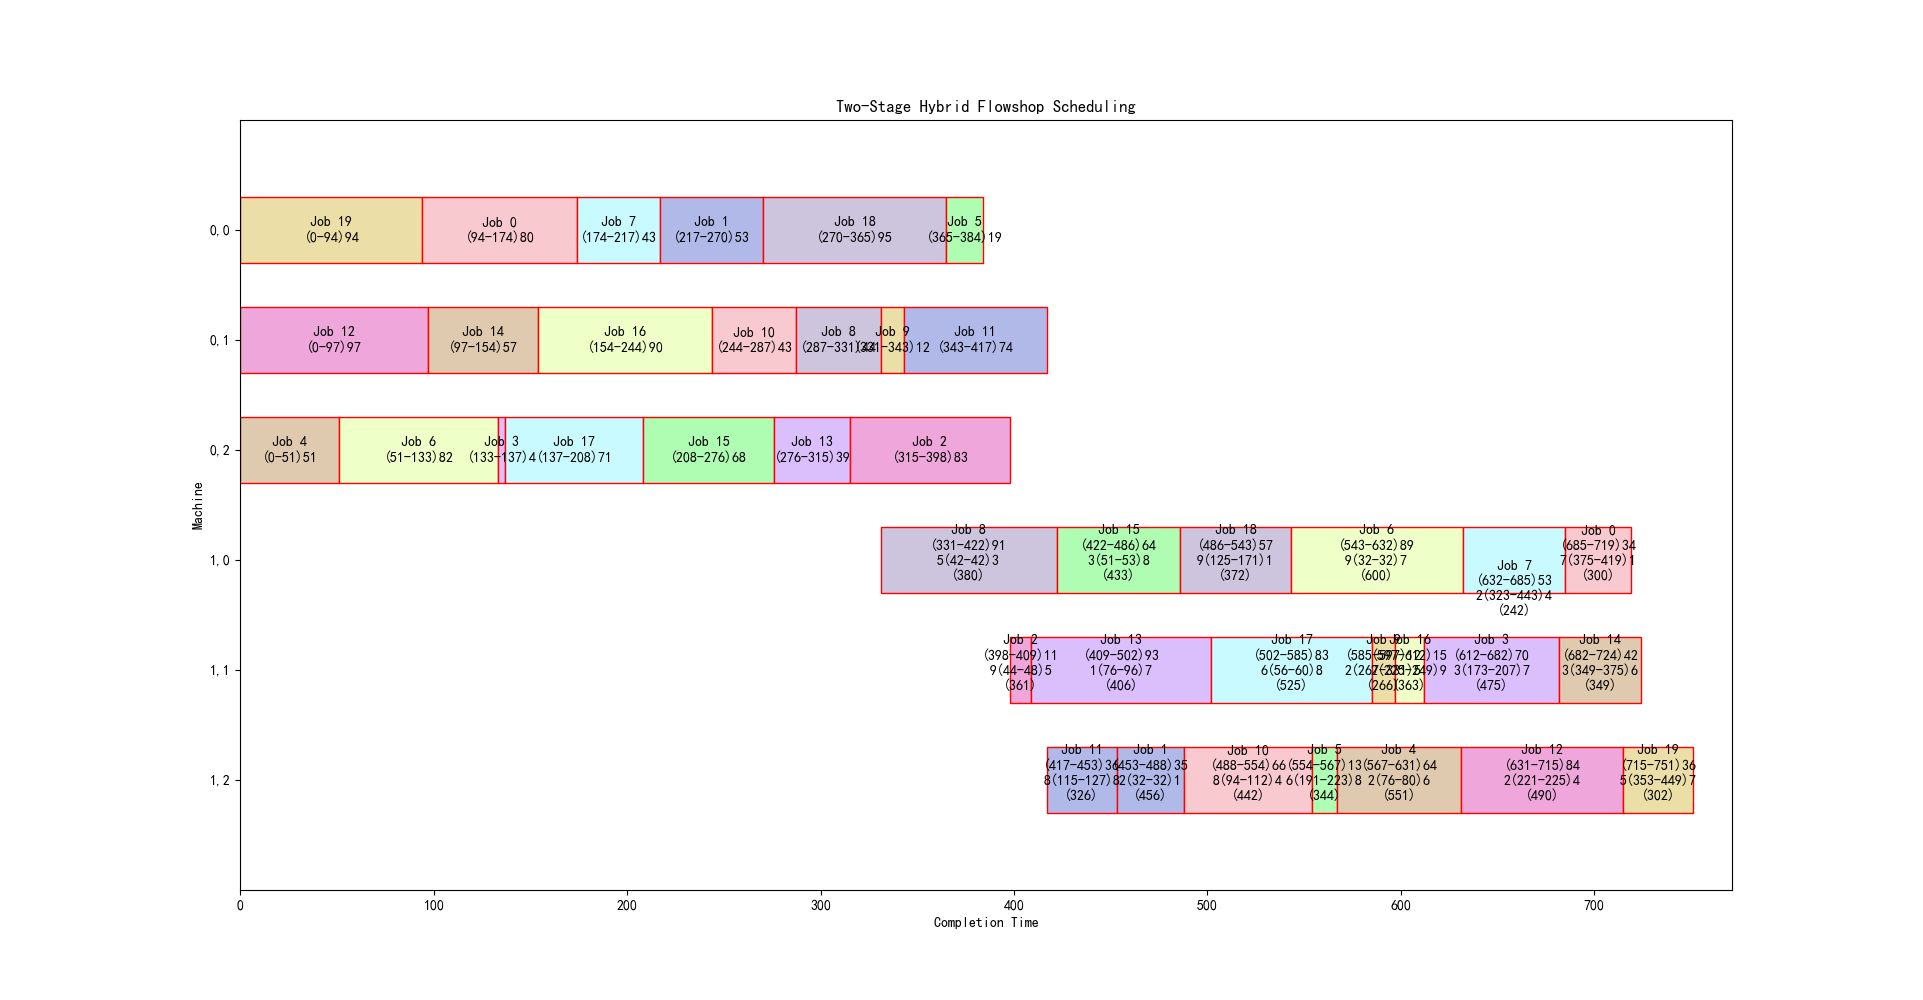 Two-Stage Hybrid Flowshop Scheduling
0,0
Job 19
(0-94)94
Job 0
(94-174)80
Job 7
(174-217)43
Job 1
(217-270)53
Job 18
(270-365)95
Job 5
(365-384)19
0,1
Job 12
(0-97)97
Job 14
(97-154)57
Job 16
(154-244)90
Job 10
(244-287)43
Job 8
(287-331)44
Job 9
(331-343)12
Job 11
(343-417)74
0,2
Job 4
(0-51)51
Job 6
(51-133)82
Job 3
(133-137)4
Job 17
(137-208)71
Job 15
(208-276)68
Job 13
(276-315)39
Job 2
(315-398)83
Machine
1,0
Job 8
(331-422)91
5(42-42)3
(380)
Job 15
(422-486)64
3(51-53)8
(433)
Job 18
(486-543)57
9(125-171)1
(372)
Job 6
(543-632)89
9(32-32)7
(600)
Job 7
(632-685)53
2(323-443)4
(242)
Job 0
(685-719)34
7(375-419)1
(300)
1,1
Job 2
(398-409)11
9(44-48)5
(361)
Job 13
(409-502)93
1(76-96)7
(406)
Job 17
(502-585)83
6(56-60)8
(525)
Job 9
(585-597)12
(266)
Job 16
(597-612)15
(363)
Job 3
(612-682)70
3(173-207)7
(475)
Job 14
(682-724)42
3(349-375)6
(349)
1,2
Job 11
(417-453)36
8(115-127)8
(326)
Job 1
(453-488)35
2(32-32)1
(456)
Job 10
(488-554)66
8(94-112)4
(442)
Job 5
(554-567)13
6(191-223)8
(344)
Job 4
(567-631)64
2(76-80)6
(551)
Job 12
(631-715)84
2(221-225)4
(490)
Job 19
(715-751)36
5(353-449)7
(302)
0
100
200
300
400
500
600
700
Completion Time